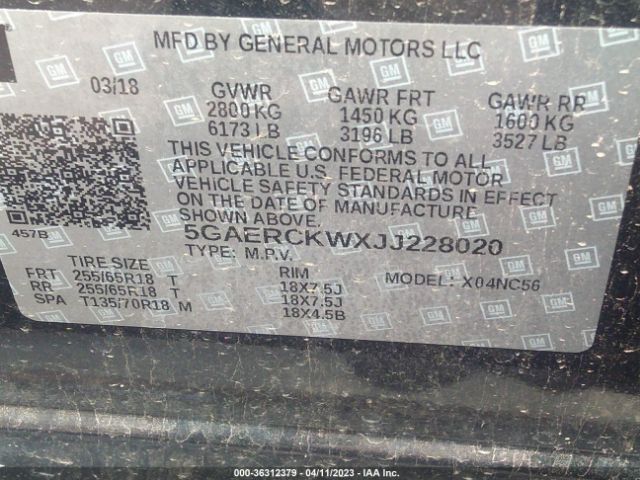 MFD BY GENERAL MOTORS LLC
03/18
GVWR GAWR FRT GAWR RR
2800 KG 1450 KG 1600 KG
6173 LB 3196 LB 3527 LB
THIS VEHICLE CONFORMS TO ALL
APPLICABLE U.S. FEDERAL MOTOR
VEHICLE SAFETY STANDARDS IN EFFECT
ON THE DATE OF MANUFACTURE
SHOWN ABOVE.
457B
5GAERCKWXJJ228020
TYPE: M.P.V.
TIRE SIZE RIM MODEL: X04NC56
FRT 255/65R18 T 18X7.5J
RR 255/65R18 T 18X7.5J
SPA T135/70R18 M 18X4.5B
000-36312379 - 04/11/2023 - IAA Inc.